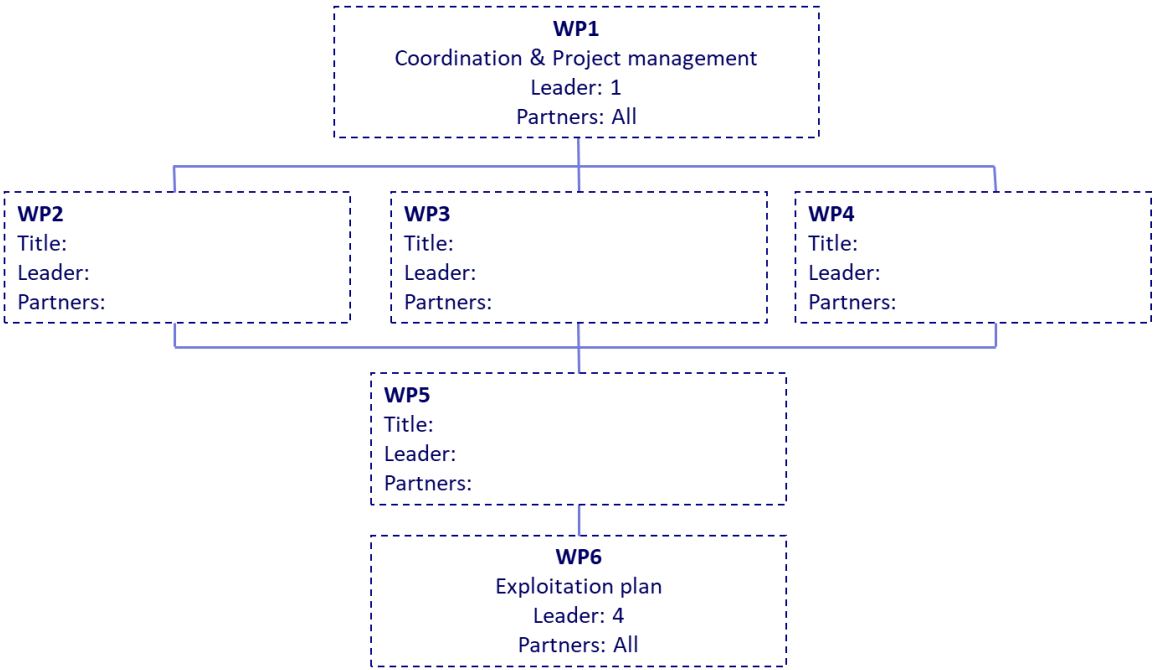 WP1
Coordination & Project management
Leader: 1
Partners: All
WP2
Title:
Leader:
Partners:
WP3
Title:
Leader:
Partners:
WP4
Title:
Leader:
Partners:
WP5
Title:
Leader:
Partners:
WP6
Exploitation plan
Leader: 4
Partners: All